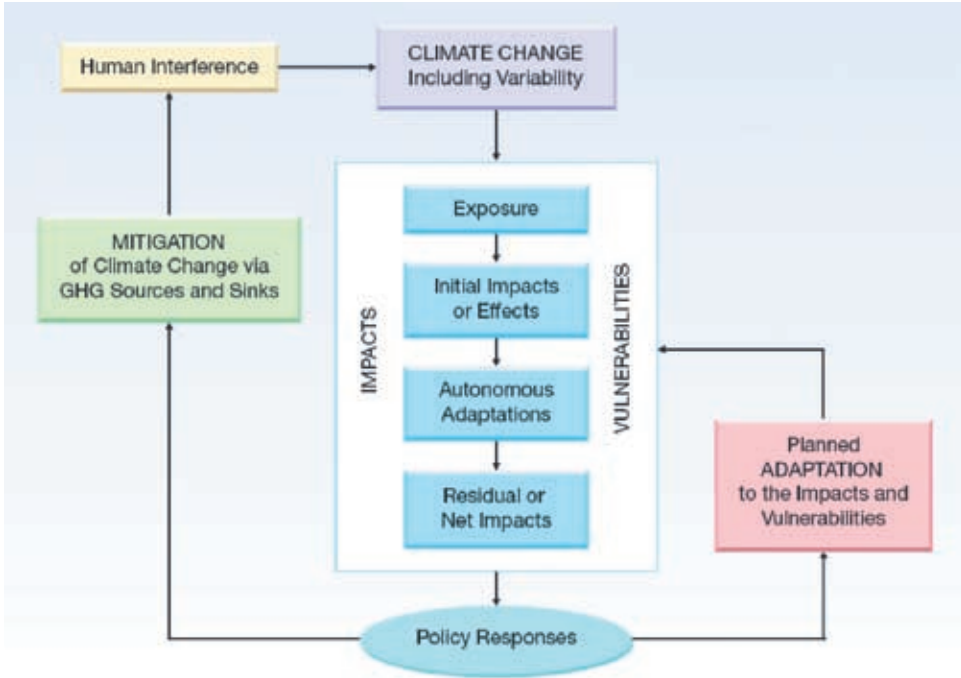 Human Interference
CLIMATE CHANGE
Including Variability
MITIGATION
of Climate Change via
GHG Sources and Sinks
IMPACTS
Exposure
Initial Impacts
or Effects
Autonomous
Adaptations
Residual or
Net Impacts
VULNERABILITIES
Planned
ADAPTATION
to the Impacts and
Vulnerabilities
Policy Responses